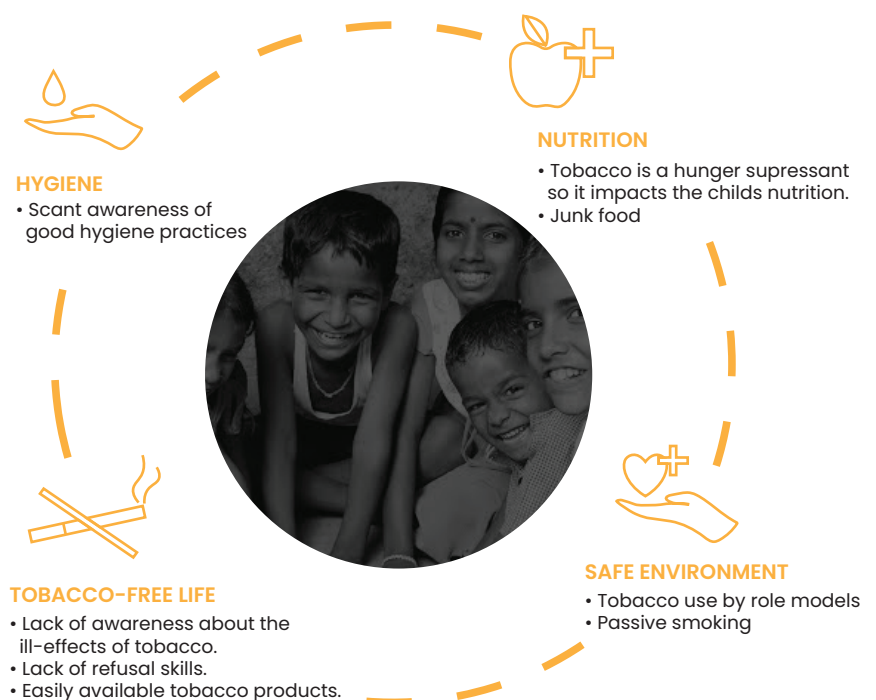 HYGIENE
• Scant awareness of
good hygiene practices
NUTRITION
• Tobacco is a hunger supressant
so it impacts the childs nutrition.
• Junk food
TOBACCO-FREE LIFE
• Lack of awareness about the
ill-effects of tobacco.
• Lack of refusal skills.
• Easily available tobacco products.
SAFE ENVIRONMENT
• Tobacco use by role models
• Passive smoking